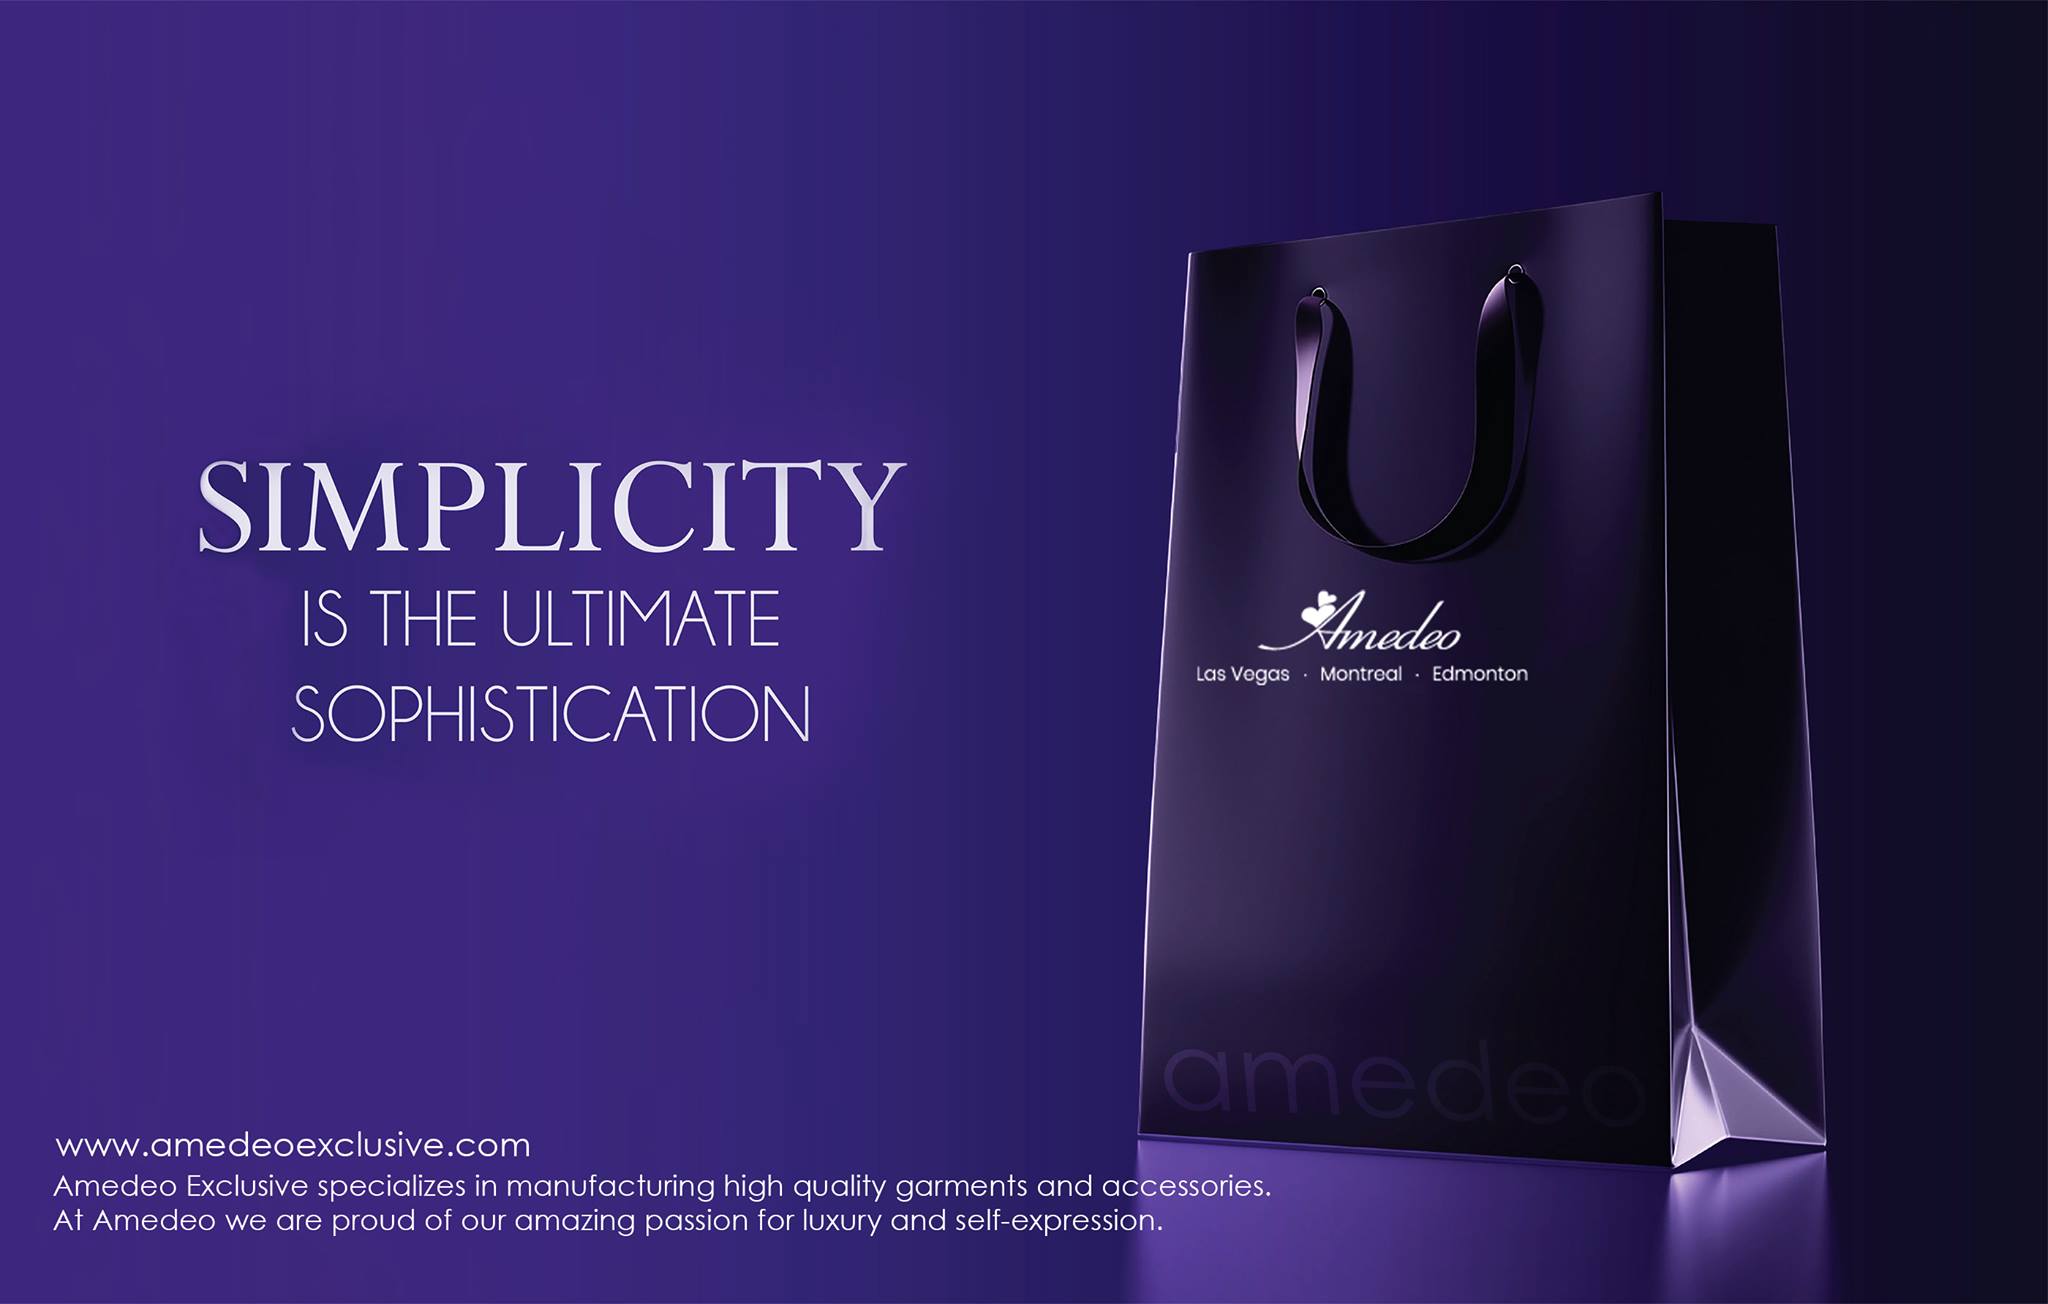 SIMPLICITY
IS THE ULTIMATE
SOPHISTICATION
Amedeo
Las Vegas · Montreal · Edmonton
amedeo
www.amedeoexclusive.com
Amedeo Exclusive specializes in manufacturing high quality garments and accessories.
At Amedeo we are proud of our amazing passion for luxury and self-expression.